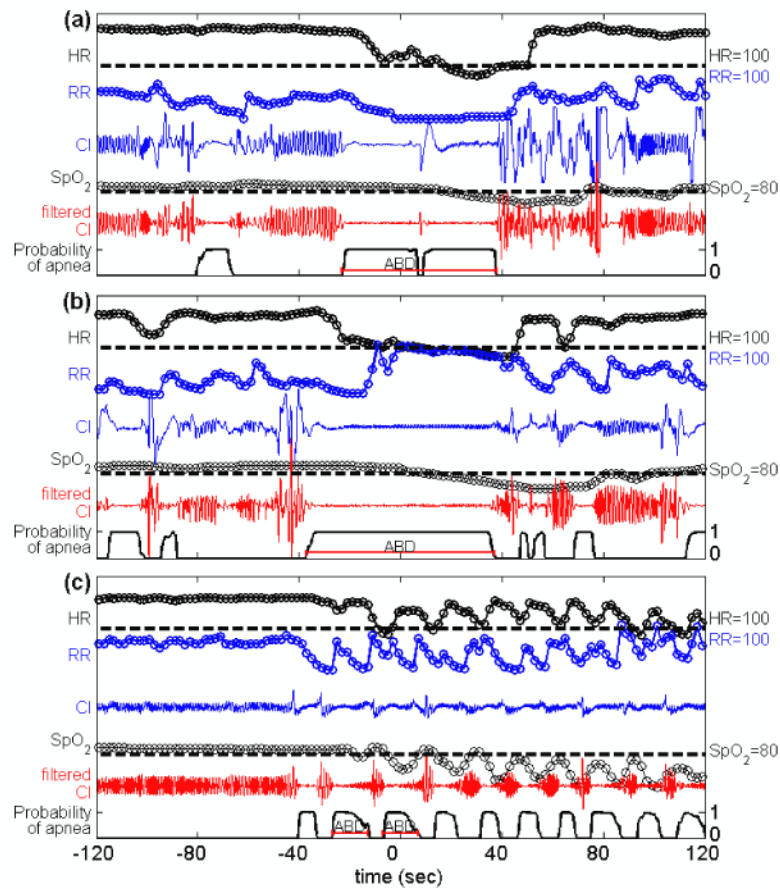 (a)
HR
HR=100
RR=100
RR
CI
SpO2
SpO2=80
filtered
CI
Probability
of apnea
ABD
1
0
(b)
HR
HR=100
RR=100
RR
CI
SpO2
SpO2=80
filtered
CI
Probability
of apnea
ABD
1
0
(c)
HR
HR=100
RR=100
RR
CI
SpO2
SpO2=80
filtered
CI
Probability
of apnea
ABD ABD
1
0
-120 -80 -40 0 40 80 120
time (sec)